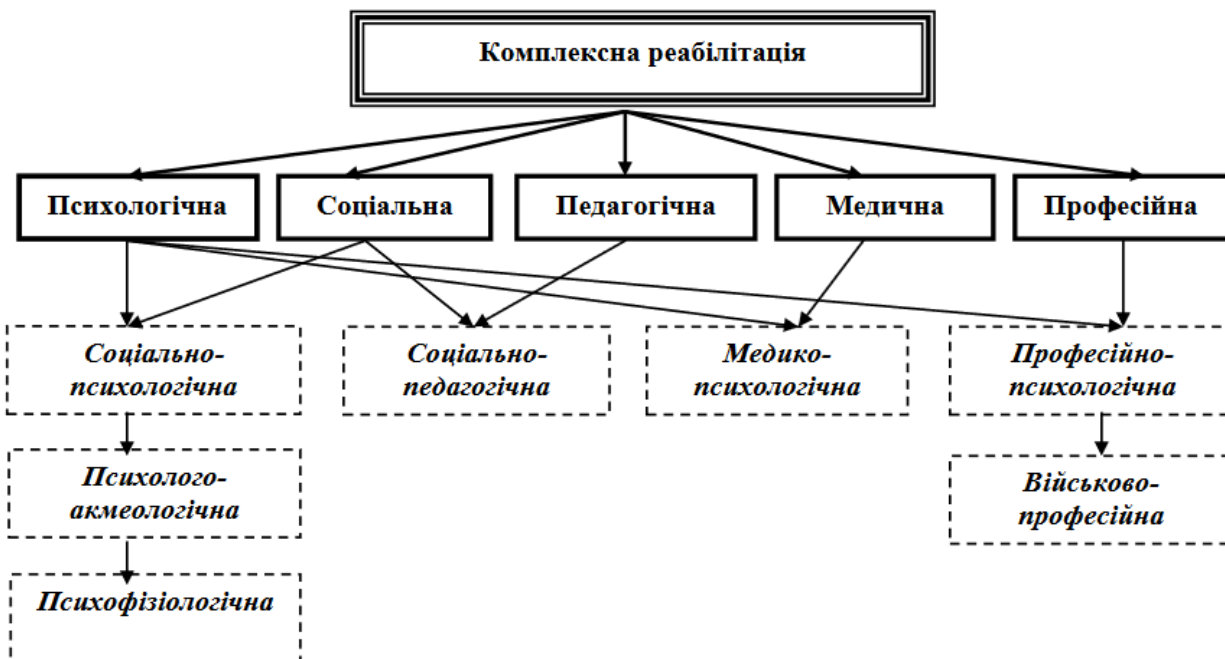 Комплексна реабілітація
Психологічна
Соціальна
Педагогічна
Медична
Професійна
Соціально-
психологічна
Соціально-
педагогічна
Медико-
психологічна
Професійно-
психологічна
Психолого-
акмеологічна
Військово-
професійна
Психофізіологічна